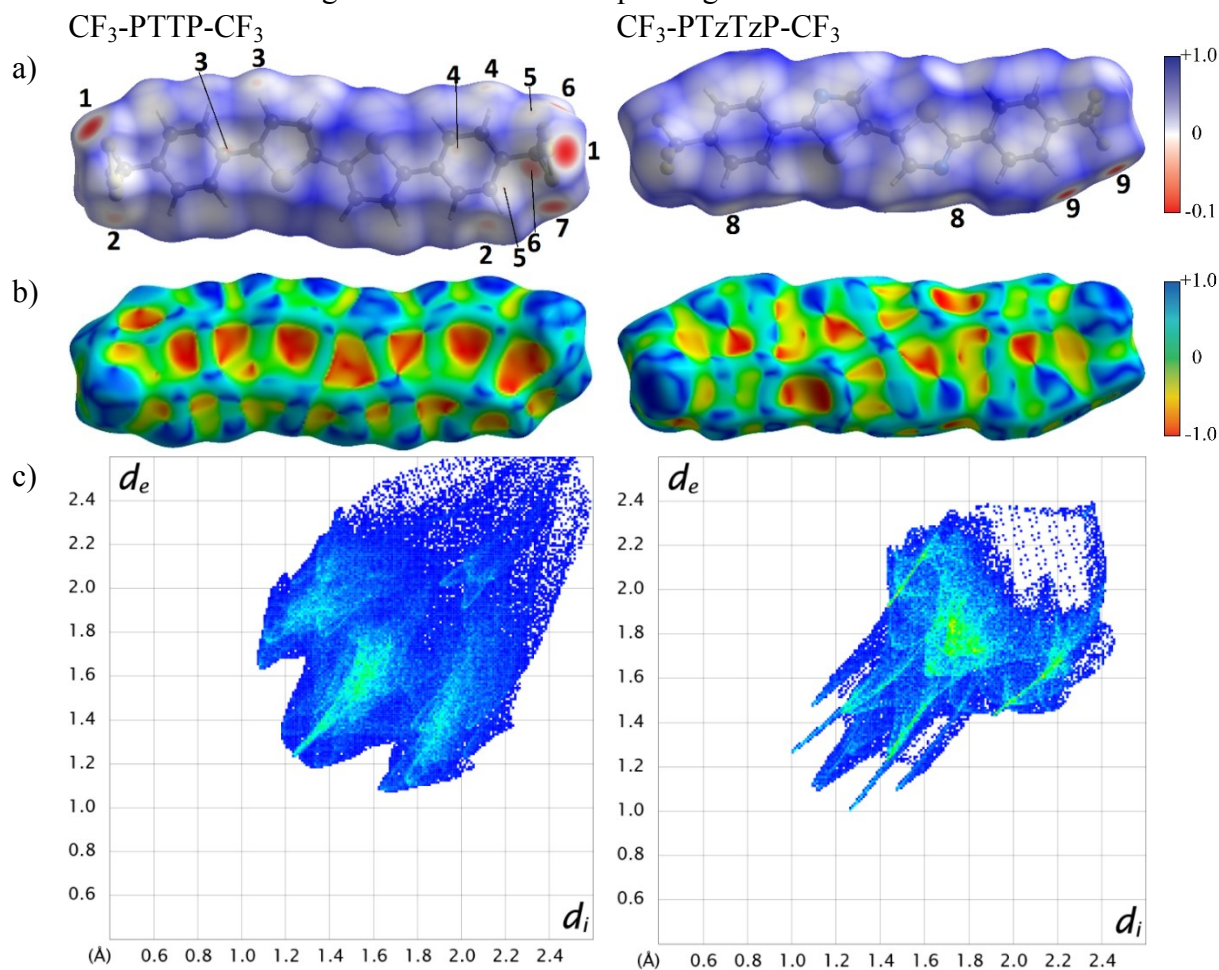 CF₃-PTTP-CF₃ CF₃-PTzTzP-CF₃
a) 3 3 4 4 5 6 +1.0
1 0
1
2 2 5 6 7 8 8 9 9 -0.1
b) +1.0
0
-1.0
c) dₑ dₑ
2.4 2.4
2.2 2.2
2.0 2.0
1.8 1.8
1.6 1.6
1.4 1.4
1.2 1.2
1.0 1.0
0.8 0.8
0.6 0.6
dᵢ dᵢ
(Å) 0.6 0.8 1.0 1.2 1.4 1.6 1.8 2.0 2.2 2.4 (Å) 0.6 0.8 1.0 1.2 1.4 1.6 1.8 2.0 2.2 2.4